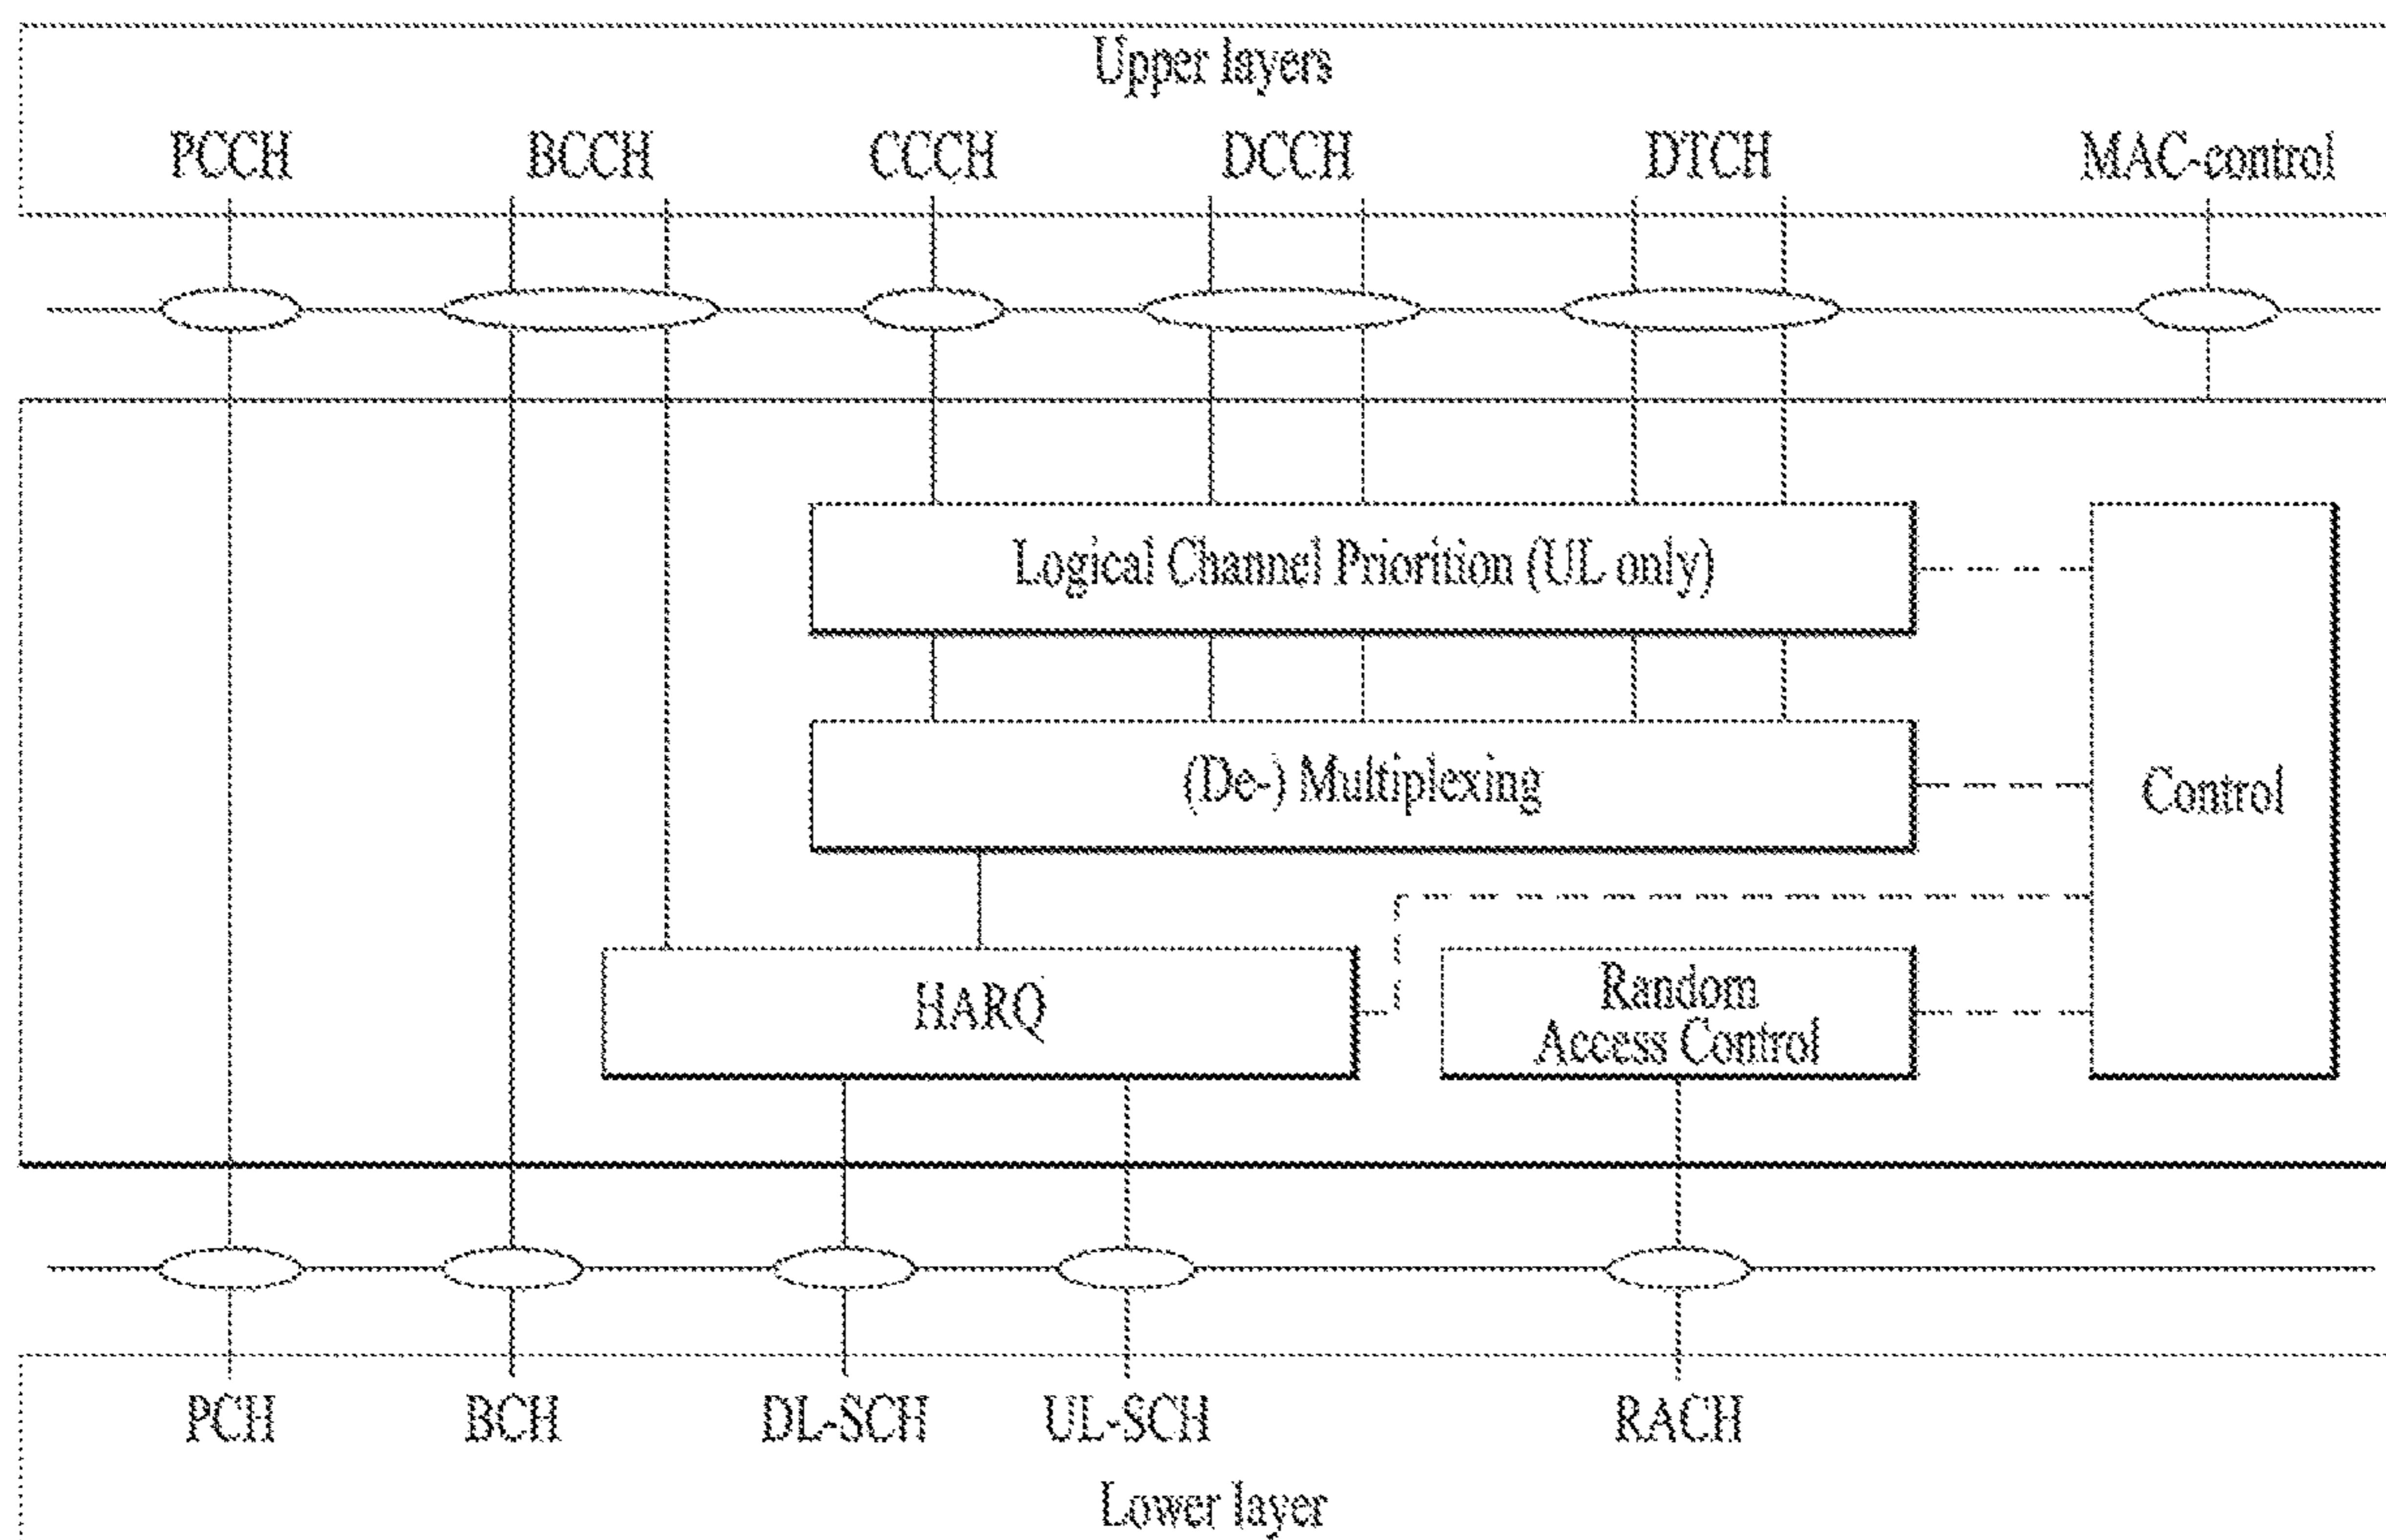 Upper layers
PCCH BCCH CCCH DCCH DTCH MAC-control
Logical Channel Priorition (UL only)
(De-) Multiplexing
Control
HARQ
Random
Access Control
PCH BCH DL-SCH UL-SCH RACH
Lower layer